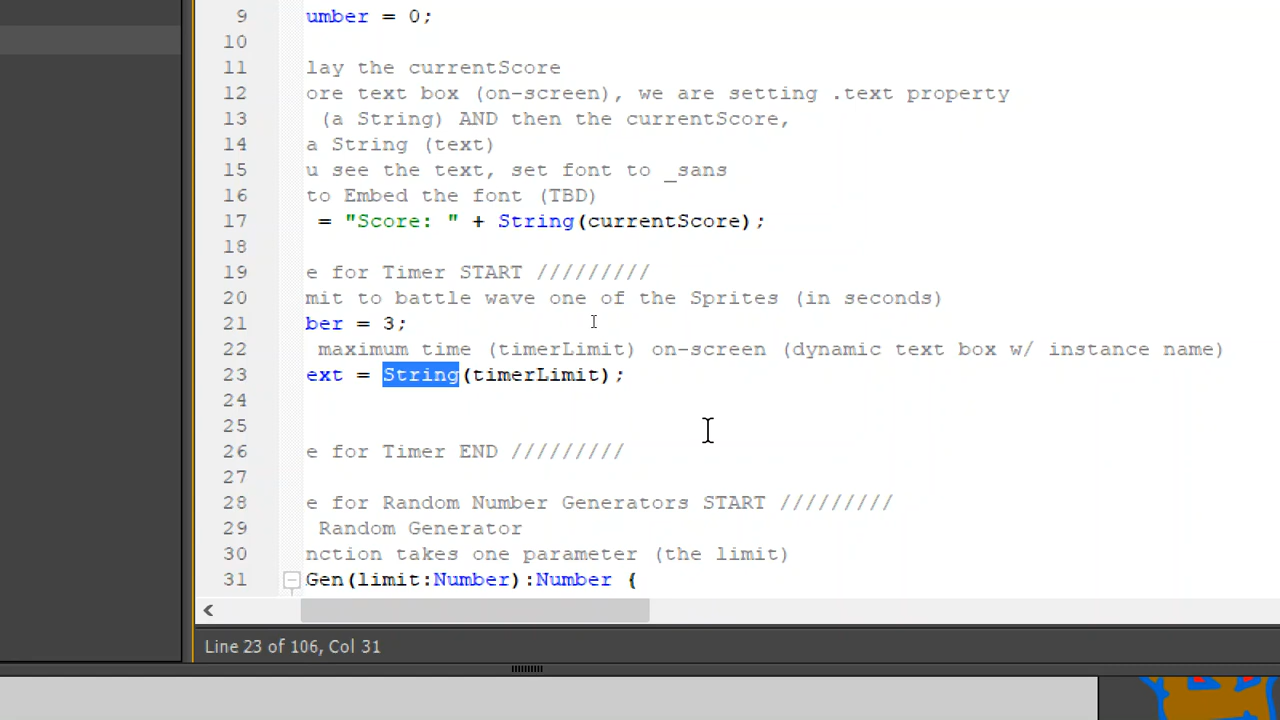 9 umber = 0;
10
11 lay the currentScore
12 ore text box (on-screen), we are setting .text property
13 (a String) AND then the currentScore,
14 a String (text)
15 u see the text, set font to _sans
16 to Embed the font (TBD)
17 = "Score: " + String(currentScore);
18
19 e for Timer START /////////
20 mit to battle wave one of the Sprites (in seconds)
21 ber = 3;
22 maximum time (timerLimit) on-screen (dynamic text box w/ instance name)
23 ext = String(timerLimit);
24
25
26 e for Timer END /////////
27
28 e for Random Number Generators START /////////
29 Random Generator
30 nction takes one parameter (the limit)
31 Gen(limit:Number):Number {
Line 23 of 106, Col 31